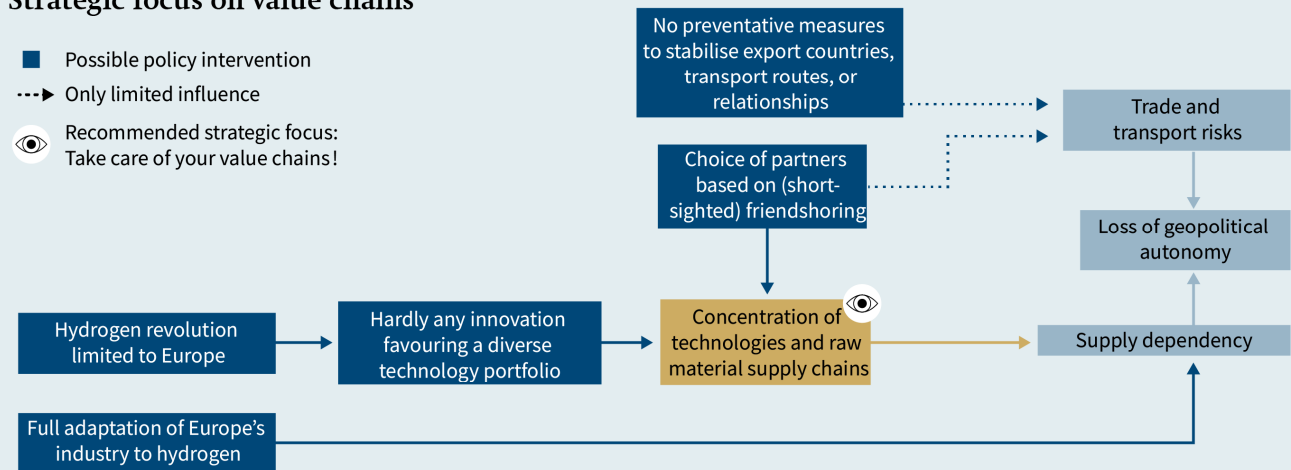 Strategic focus on value chains
Possible policy intervention
Only limited influence
Recommended strategic focus:
Take care of your value chains!
No preventative measures
to stabilise export countries,
transport routes, or
relationships
Trade and
transport risks
Choice of partners
based on (short-
sighted) friendshoring
Loss of geopolitical
autonomy
Hydrogen revolution
limited to Europe
Hardly any innovation
favouring a diverse
technology portfolio
Concentration of
technologies and raw
material supply chains
Supply dependency
Full adaptation of Europe's
industry to hydrogen